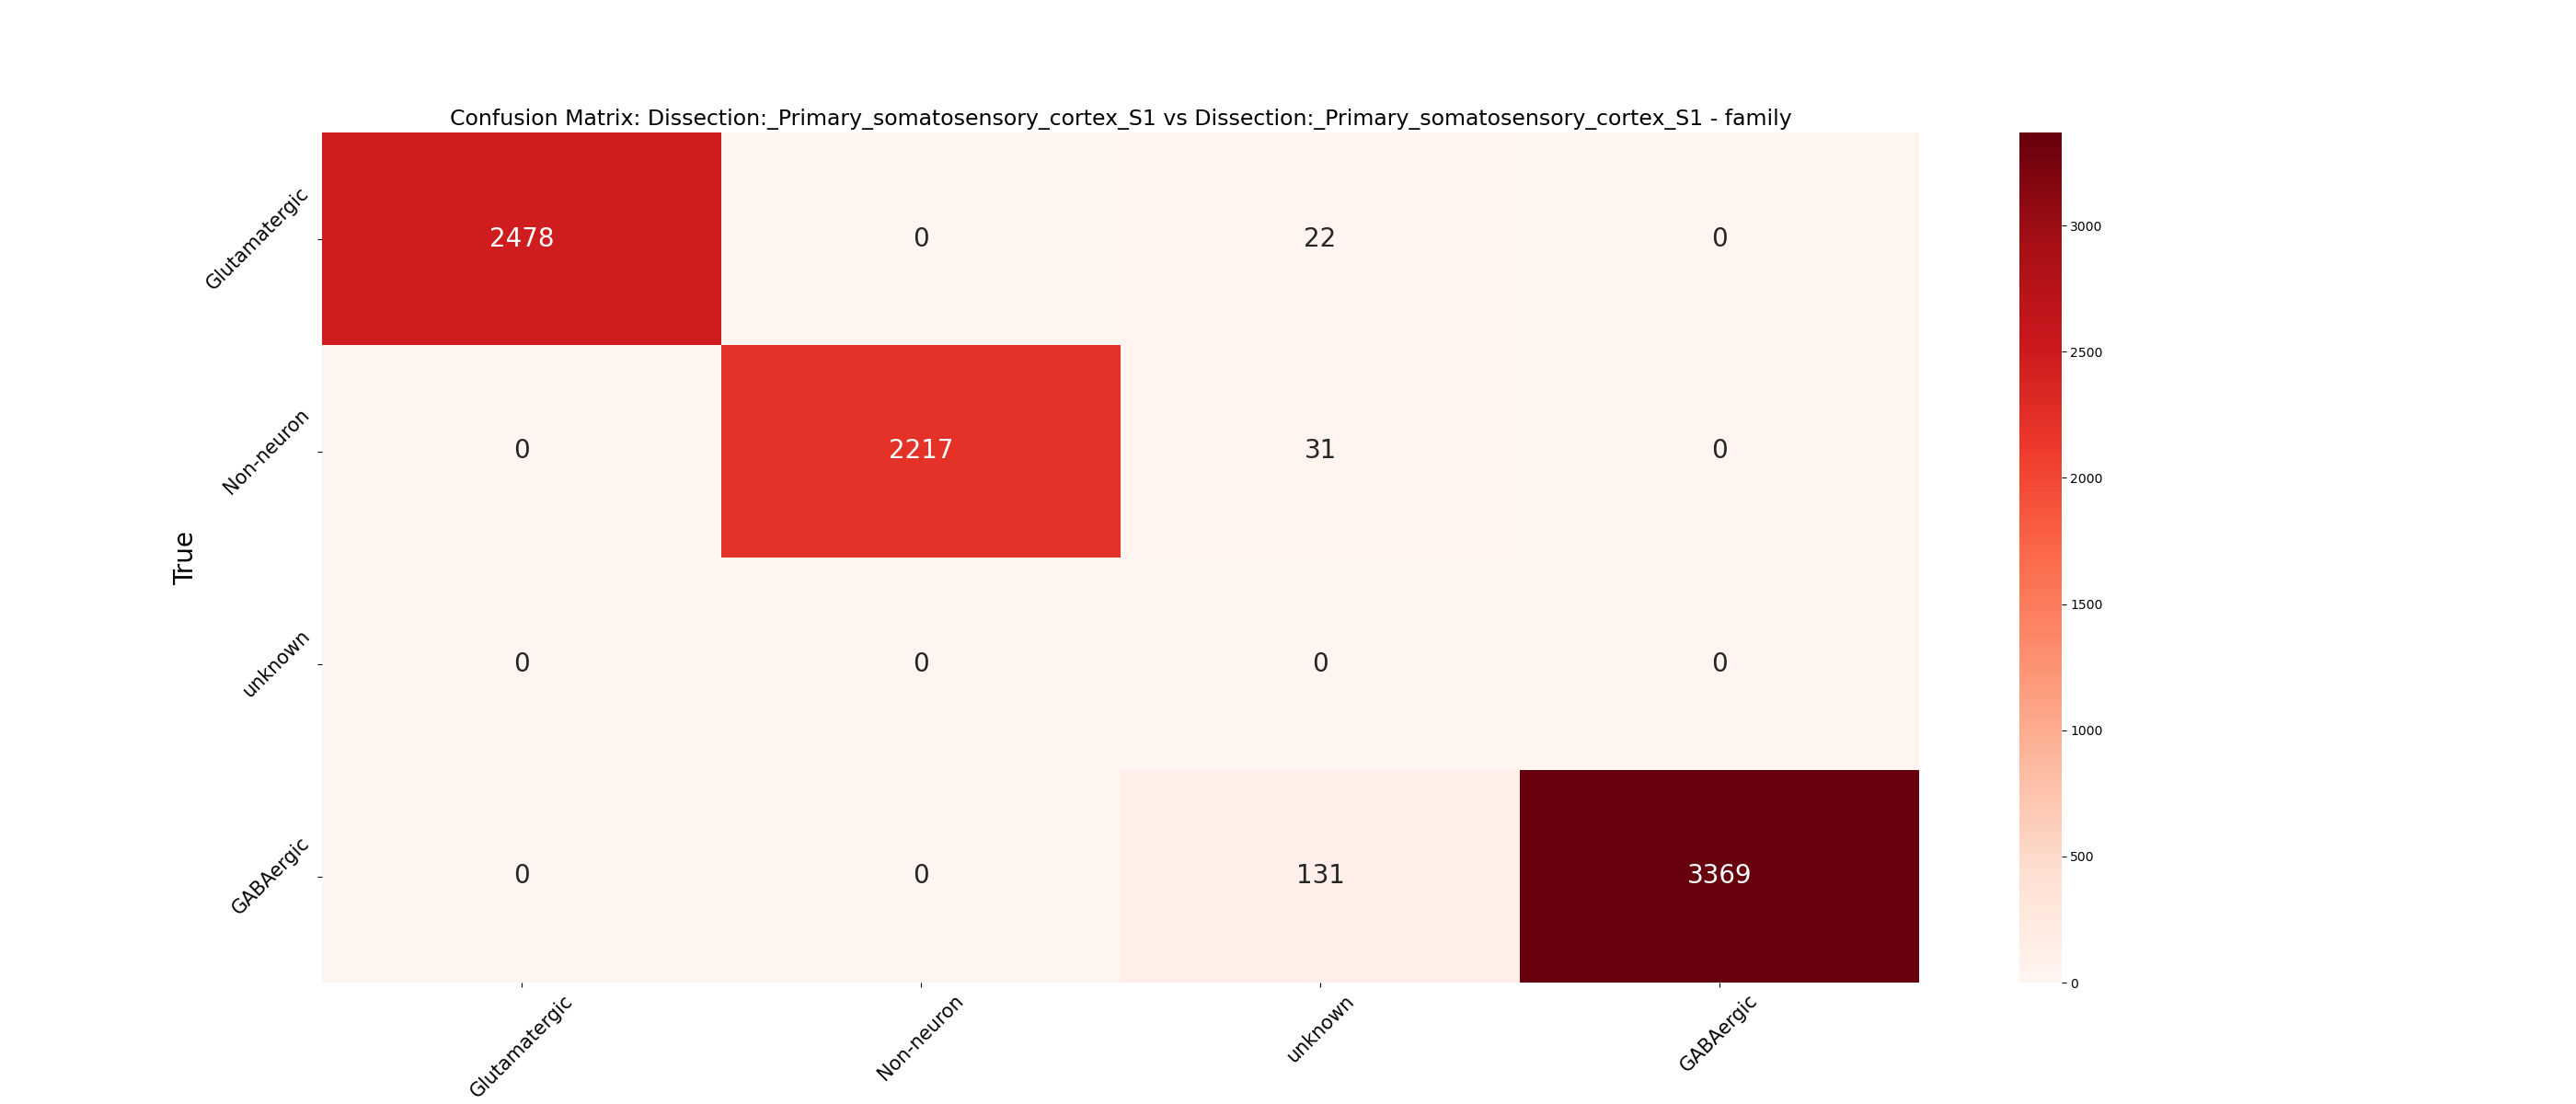 Confusion Matrix: Dissection:_Primary_somatosensory_cortex_S1 vs Dissection:_Primary_somatosensory_cortex_S1 - family
True
Glutamatergic
2478 0 22 0
Non-neuron
0 2217 31 0
unknown
0 0 0 0
GABAergic
0 0 131 3369
Glutamatergic Non-neuron unknown GABAergic
3000
2500
2000
1500
1000
500
0